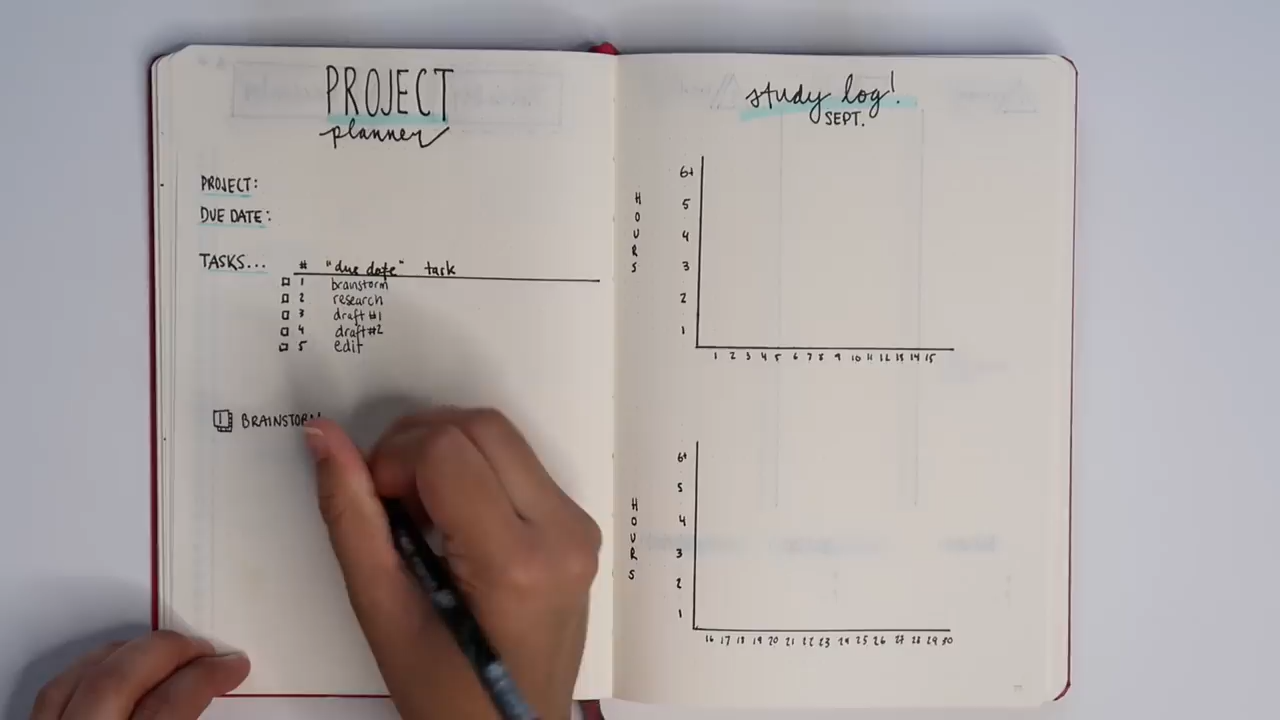 PROJECT
planner
PROJECT:
DUE DATE:
TASKS...
# "due date" task
1 brainstorm
2 research
3 draft #1
4 draft #2
5 edit
1 BRAINSTORM
study log!
SEPT.
HOURS
6+
5
4
3
2
1
1 2 3 4 5 6 7 8 9 10 11 12 13 14 15
HOURS
6+
5
4
3
2
1
16 17 18 19 20 21 22 23 24 25 26 27 28 29 30